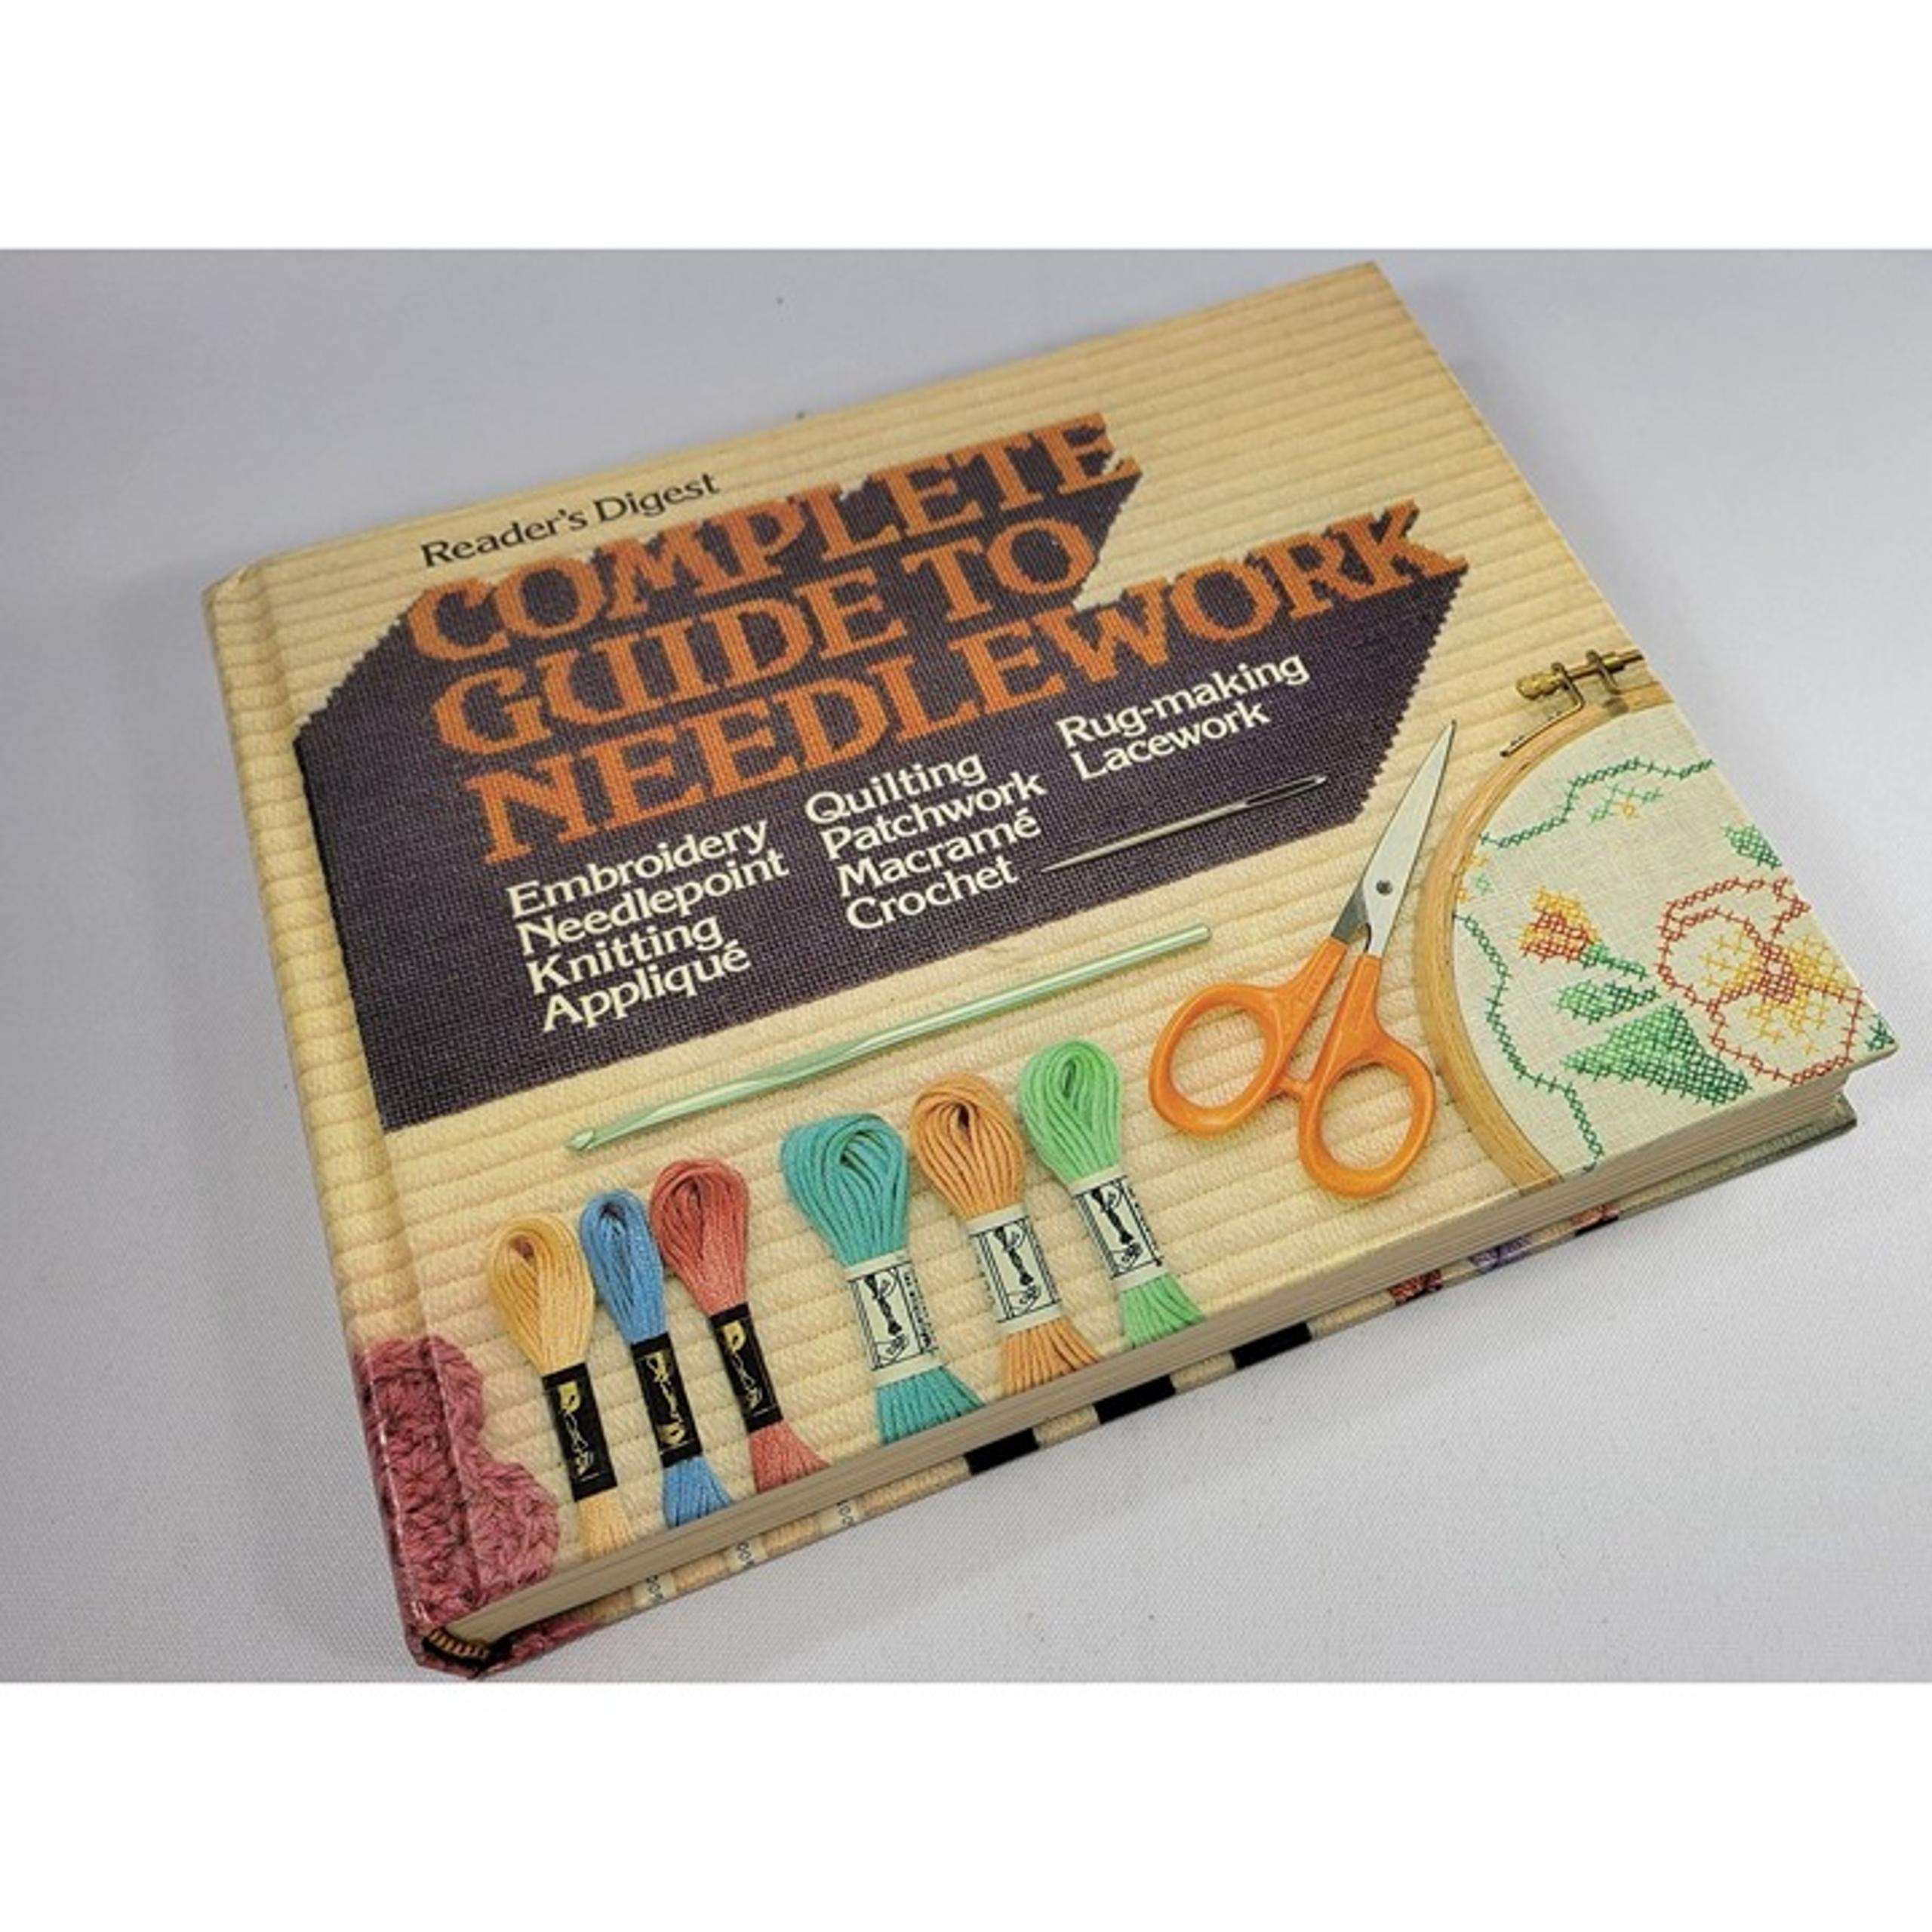 Reader's Digest
COMPLETE
GUIDE TO
NEEDLEWORK
Embroidery
Needlepoint
Knitting
Appliqué
Quilting
Patchwork
Macramé
Crochet
Rug-making
Lacework